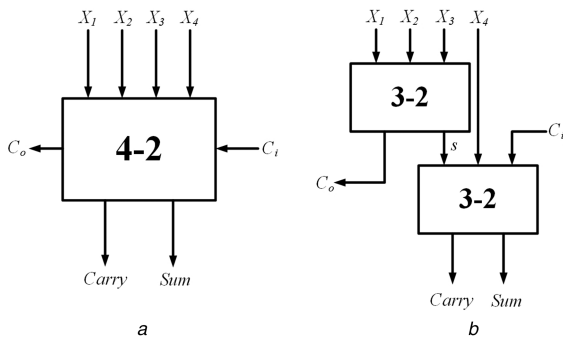 X₁ X₂ X₃ X₄
4-2
Cₒ
Cᵢ
Carry Sum
a
X₁ X₂ X₃ X₄
3-2
s
Cᵢ
Cₒ
3-2
Carry Sum
b